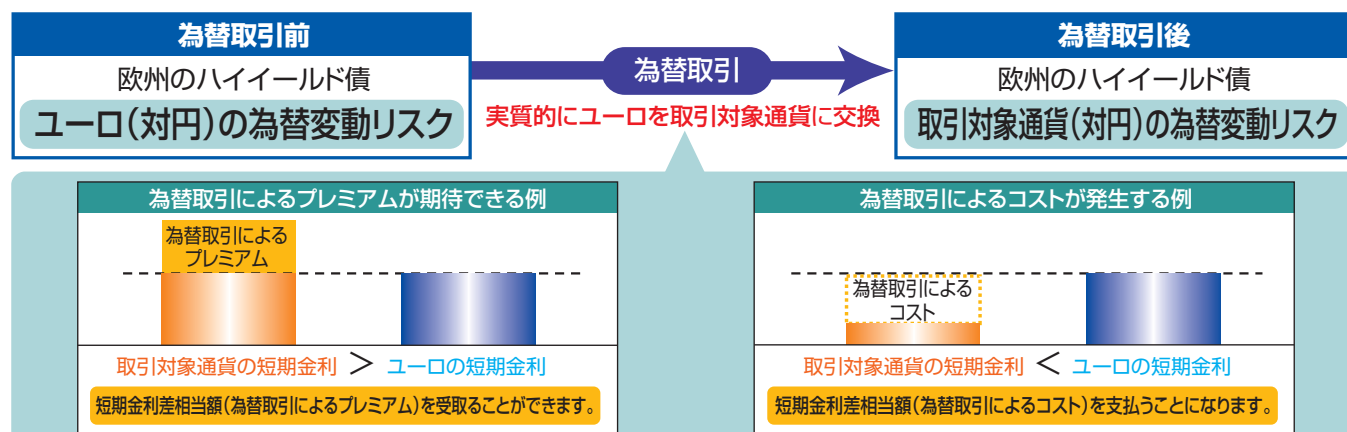 為替取引前
欧州のハイイールド債
ユーロ(対円)の為替変動リスク
為替取引
実質的にユーロを取引対象通貨に交換
為替取引後
欧州のハイイールド債
取引対象通貨(対円)の為替変動リスク
為替取引によるプレミアムが期待できる例
為替取引による
プレミアム
取引対象通貨の短期金利 > ユーロの短期金利
短期金利差相当額(為替取引によるプレミアム)を受取ることができます。
為替取引によるコストが発生する例
為替取引による
コスト
取引対象通貨の短期金利 < ユーロの短期金利
短期金利差相当額(為替取引によるコスト)を支払うことになります。